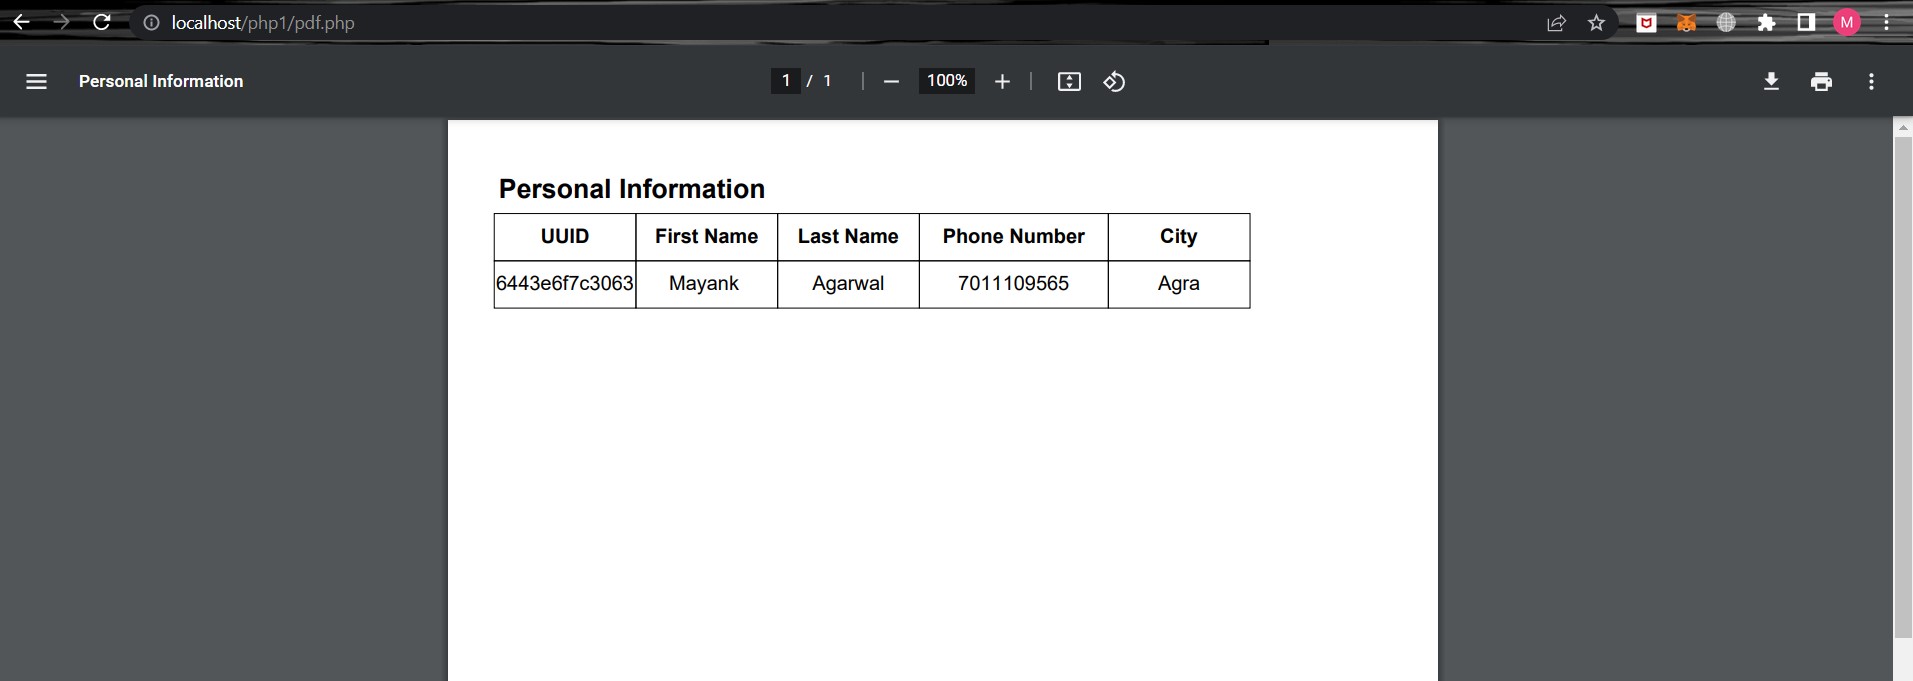 localhost/php1/pdf.php
M
Personal Information
1 / 1
100%
Personal Information
UUID First Name Last Name Phone Number City
6443e6f7c3063 Mayank Agarwal 7011109565 Agra